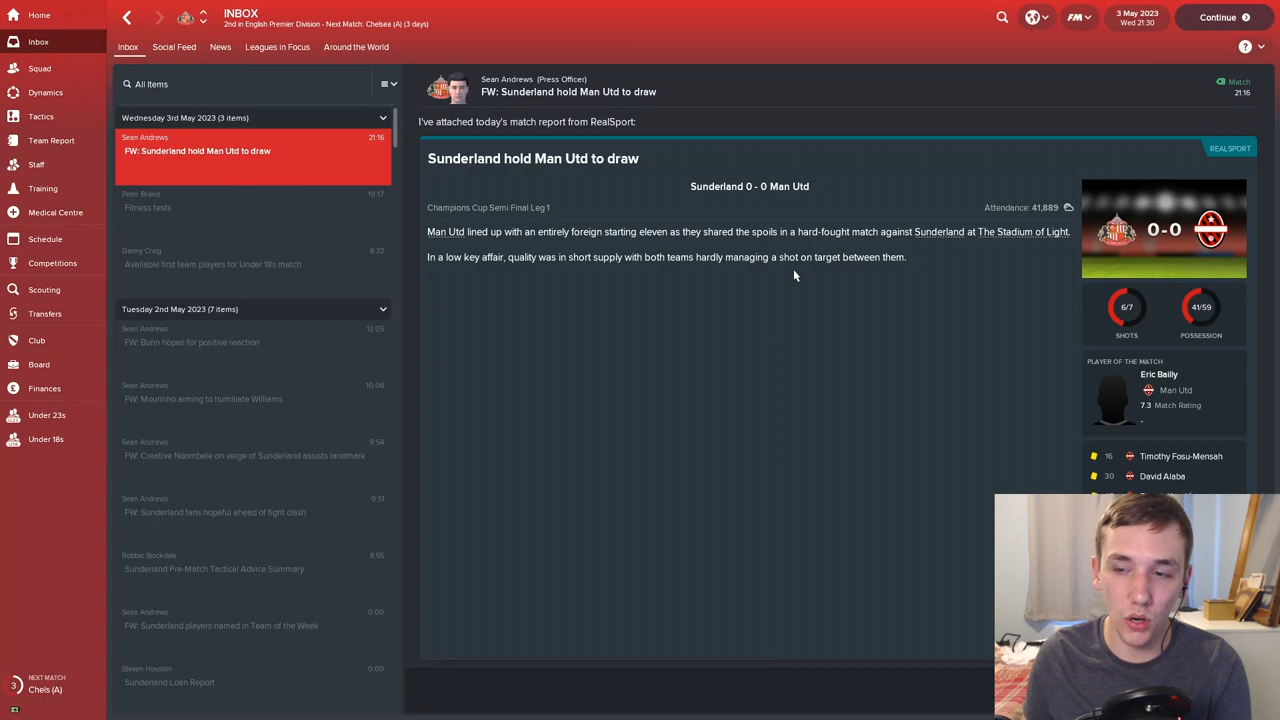 Home
Inbox
Squad
Dynamics
Tactics
Team Report
Staff
Training
Medical Centre
Schedule
Competitions
Scouting
Transfers
Club
Board
Finances
Under 23s
Under 18s
NEXT MATCH
3
Chels (A)
INBOX
2nd in English Premier Division - Next Match: Chelsea (A) (3 days)
FM
3 May 2023
Wed 21:30
Continue
Inbox
Social Feed
News
Leagues in Focus
Around the World
?
All Items
Wednesday 3rd May 2023 (3 items)
Sean Andrews 21:16
FW: Sunderland hold Man Utd to draw
Peter Brand 19:17
Fitness tests
Danny Craig 8:33
Available first team players for Under 18s match
Tuesday 2nd May 2023 (7 items)
Sean Andrews 12:05
FW: Bunn hopes for positive reaction
Sean Andrews 10:06
FW: Mourinho aiming to humiliate Williams
Sean Andrews 9:54
FW: Creative Ndombele on verge of Sunderland assists landmark
Sean Andrews 9:51
FW: Sunderland fans hopeful ahead of tight clash
Robbie Stockdale 8:55
Sunderland Pre-Match Tactical Advice Summary
Sean Andrews 0:00
FW: Sunderland players named in Team of the Week
Steven Houston 0:00
Sunderland Loan Report
Sean Andrews (Press Officer)
FW: Sunderland hold Man Utd to draw
Match
21:16
I've attached today's match report from RealSport:
REALSPORT
Sunderland hold Man Utd to draw
Sunderland 0 - 0 Man Utd
Champions Cup Semi Final Leg 1
Attendance: 41,889
Man Utd lined up with an entirely foreign starting eleven as they shared the spoils in a hard-fought match against Sunderland at The Stadium of Light.
In a low key affair, quality was in short supply with both teams hardly managing a shot on target between them.
0-0
6/7
SHOTS
41/59
POSSESSION
PLAYER OF THE MATCH
Eric Bailly
Man Utd
7.3 Match Rating
-
16 Timothy Fosu-Mensah
30 David Alaba